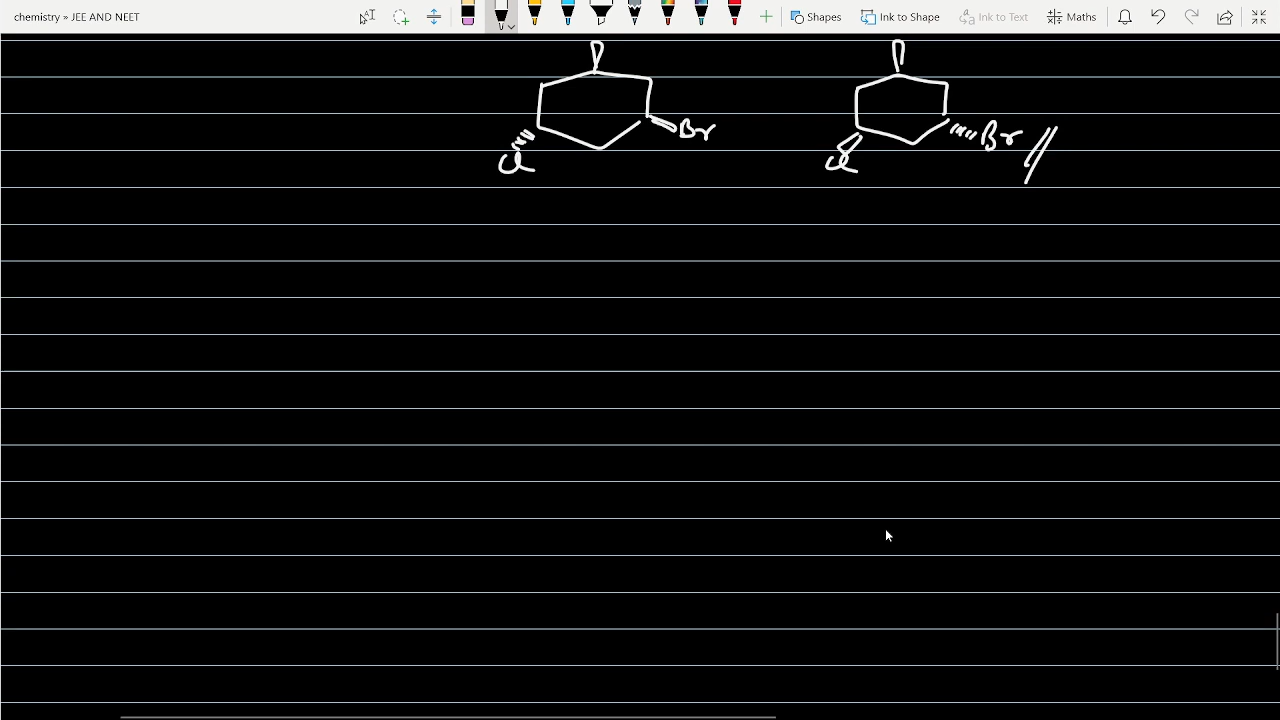 chemistry » JEE AND NEET
Shapes
Ink to Shape
Ink to Text
Maths
Br
Cl
Br
Cl